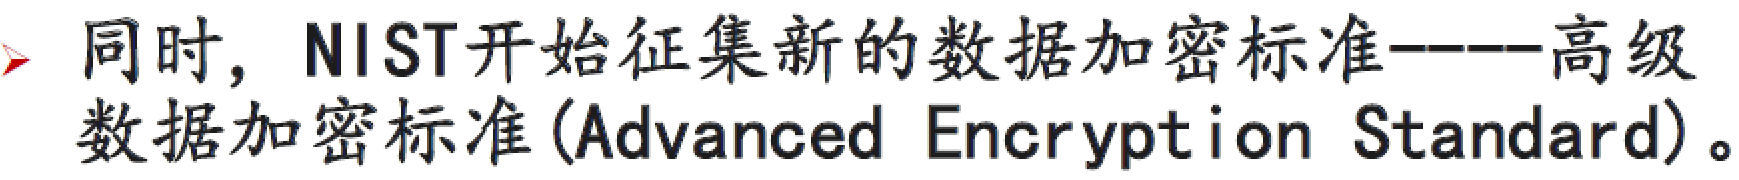 同时, NIST开始征集新的数据加密标准----高级
数据加密标准(Advanced Encryption Standard)。